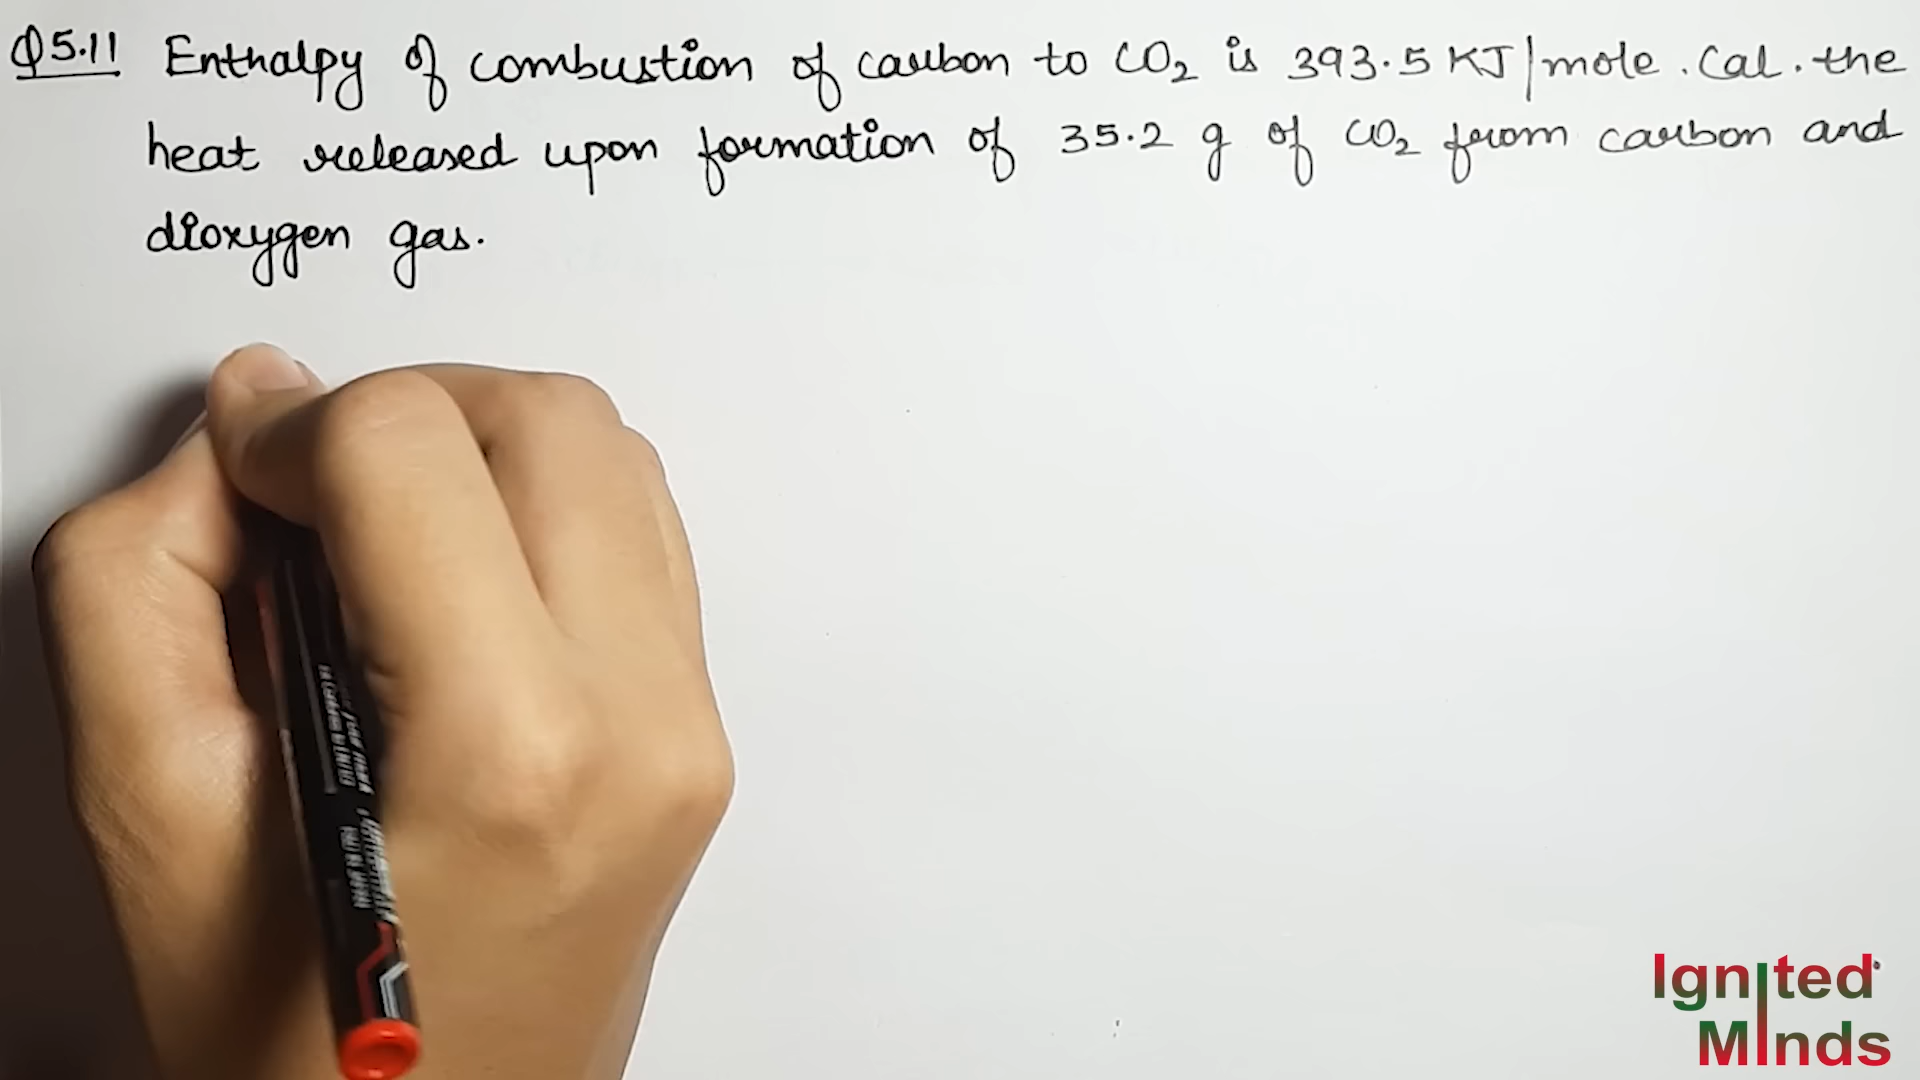 Q5.11 Enthalpy of combustion of carbon to CO2 is 393.5 KJ/mole. Cal. the
heat released upon formation of 35.2 g of CO2 from carbon and
dioxygen gas.
Ignited
Minds